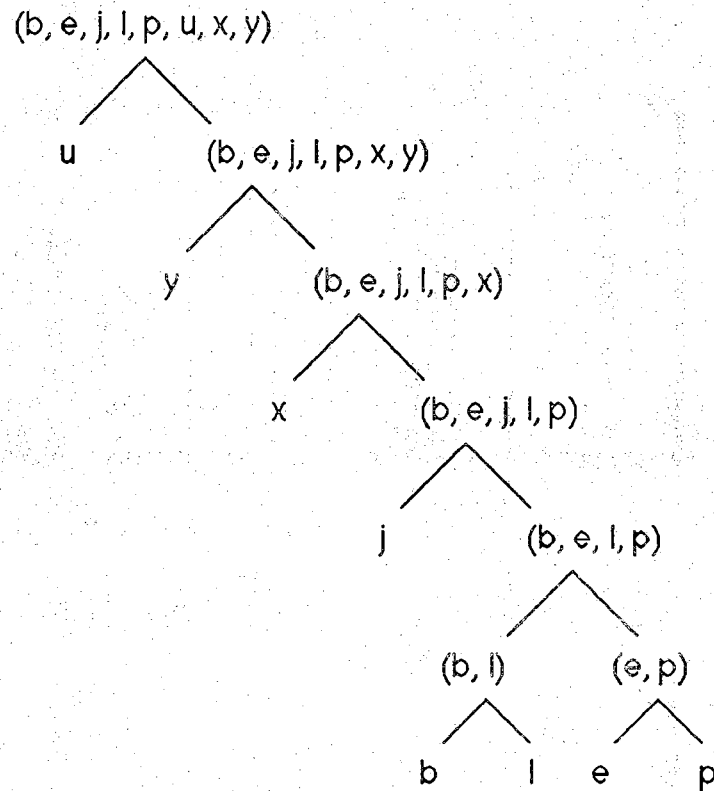 (b, e, j, l, p, u, x, y)
u (b, e, j, l, p, x, y)
y (b, e, j, l, p, x)
x (b, e, j, l, p)
j (b, e, l, p)
(b, l) (e, p)
b l e p